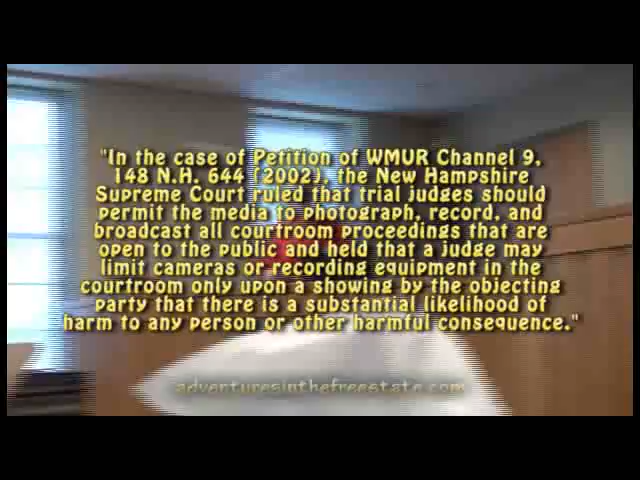 "In the case of Petition of WMUR Channel 9,
148 N.H. 644 (2002), the New Hampshire
Supreme Court ruled that trial judges should
permit the media to photograph, record, and
broadcast all courtroom proceedings that are
open to the public and held that a judge may
limit cameras or recording equipment in the
courtroom only upon a showing by the objecting
party that there is a substantial likelihood of
harm to any person or other harmful consequence."
adventuresinthefreestate.com